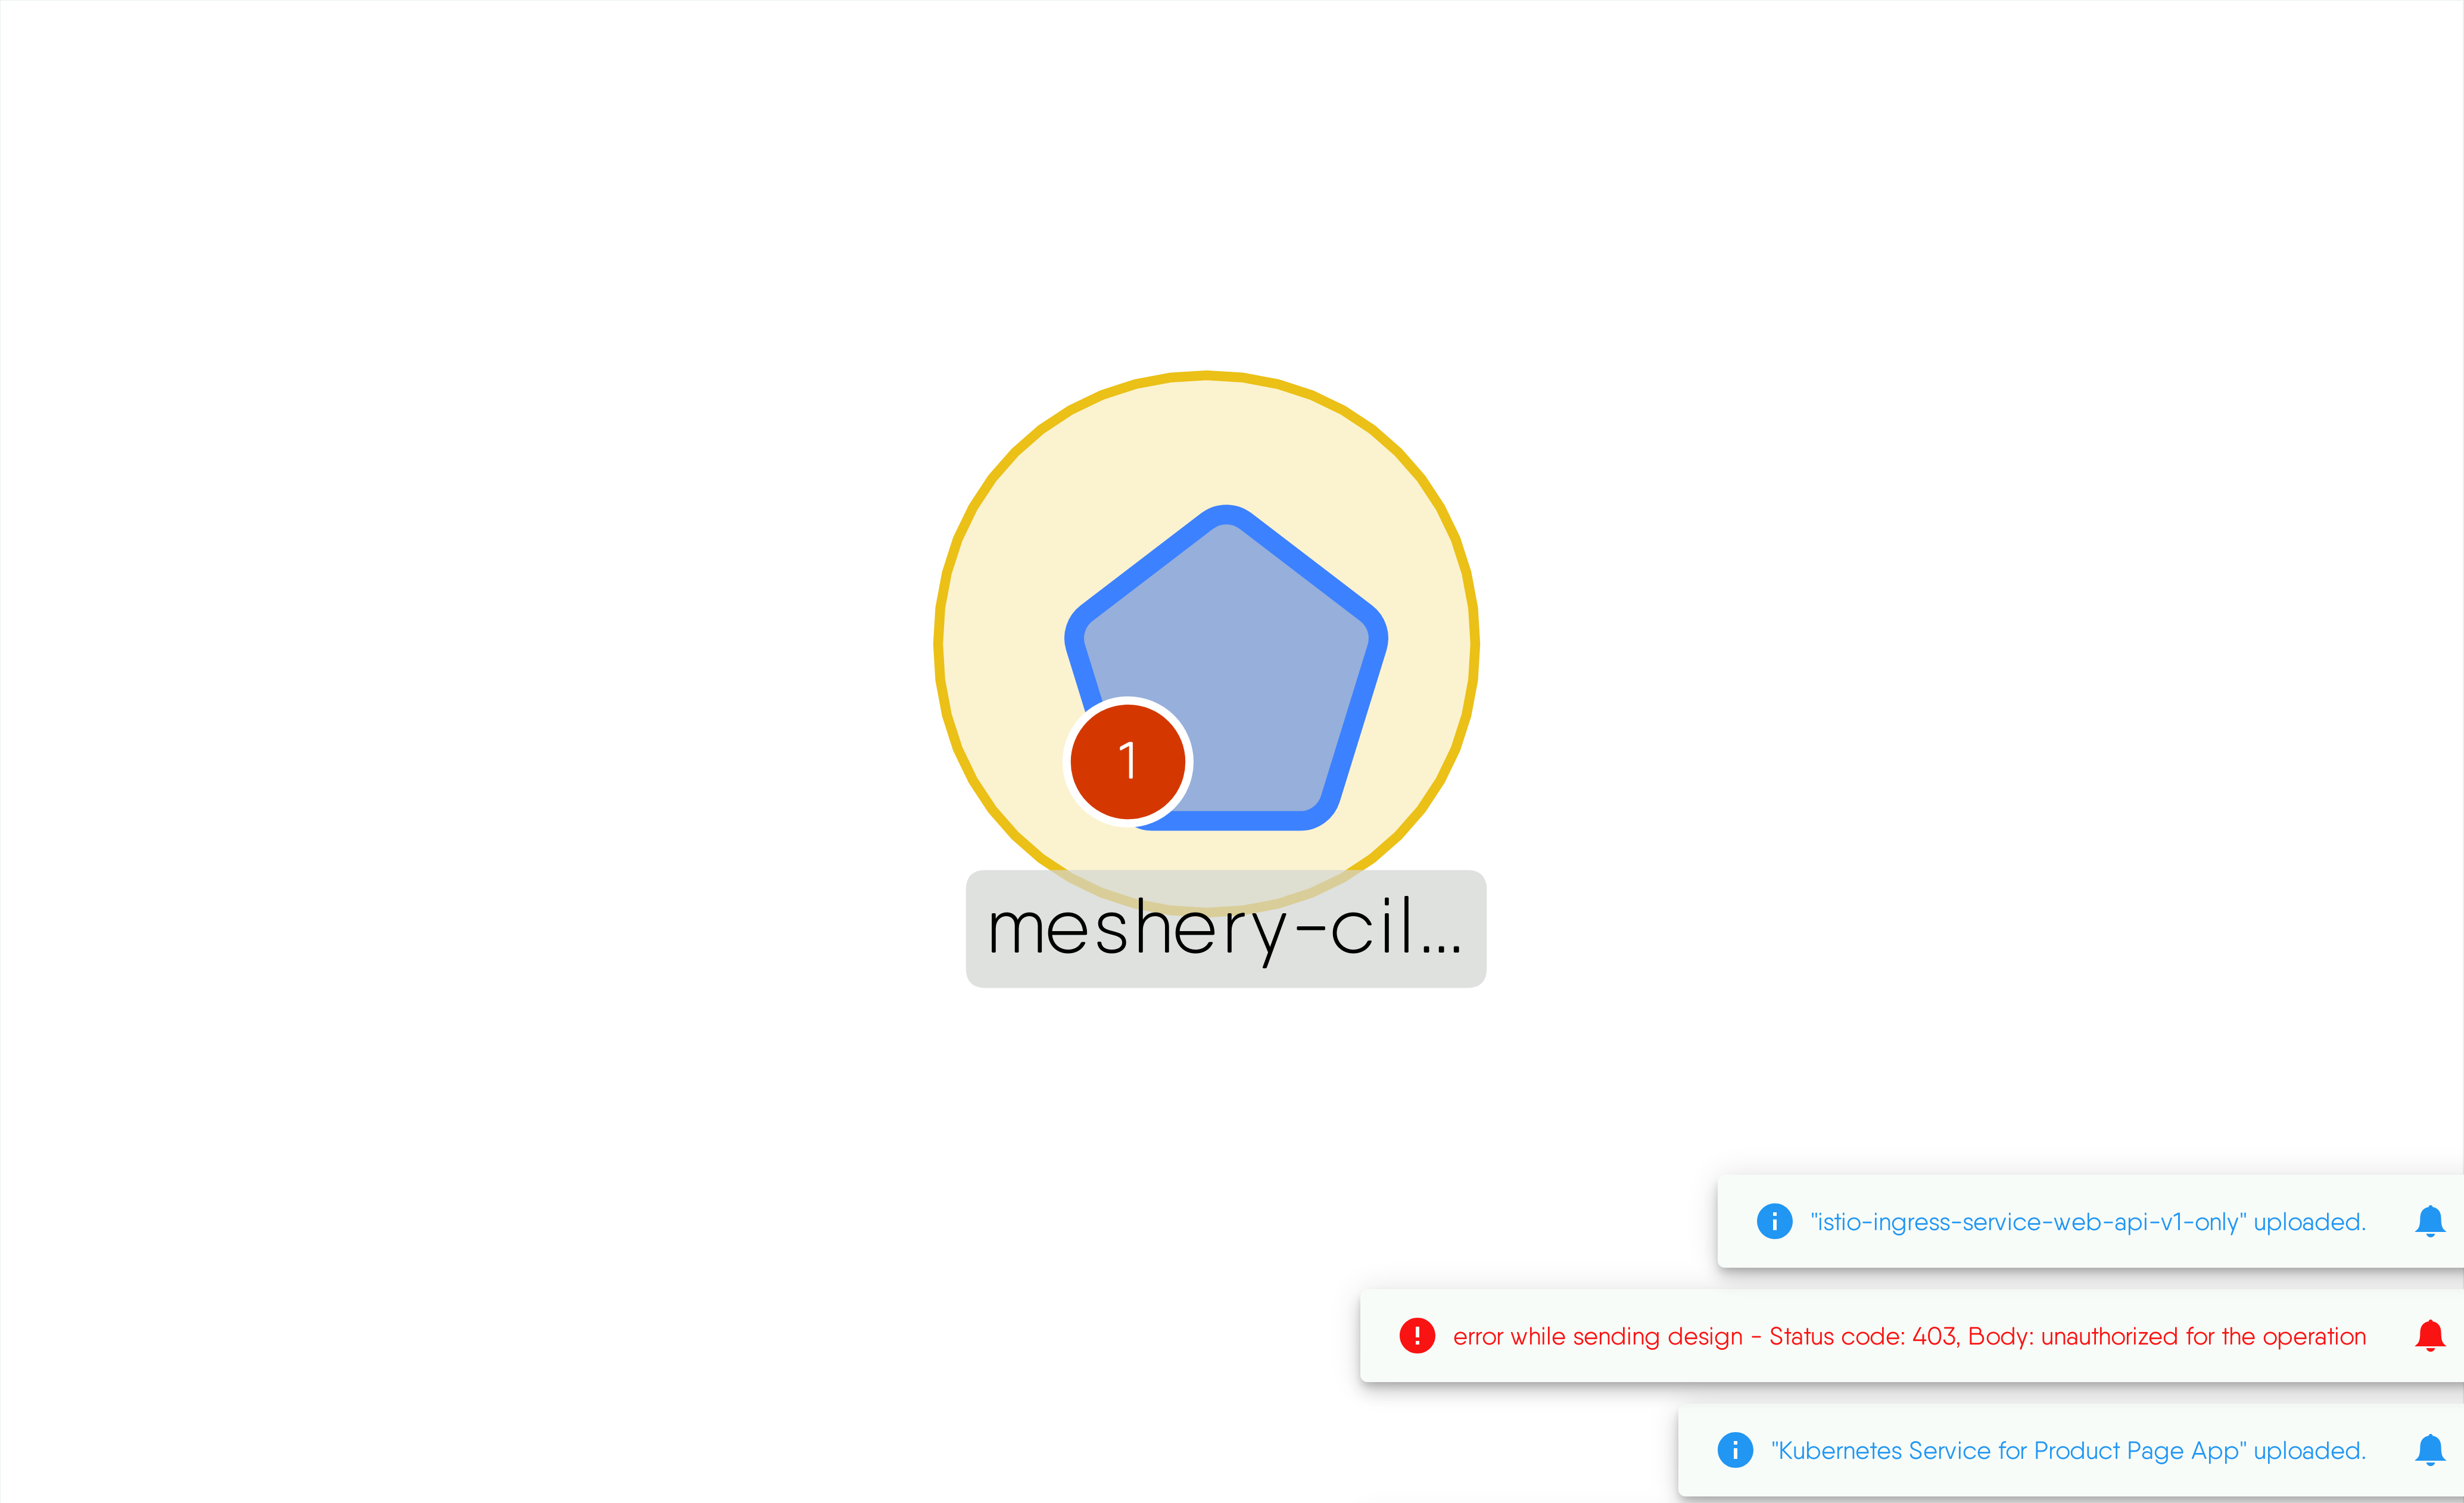 1
meshery-cil...
"istio-ingress-service-web-api-v1-only" uploaded.
error while sending design - Status code: 403, Body: unauthorized for the operation
"Kubernetes Service for Product Page App" uploaded.